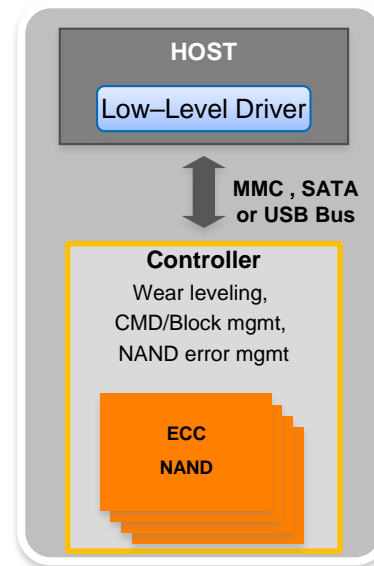 HOST
Low–Level Driver
MMC , SATA
or USB Bus
Controller
Wear leveling,
CMD/Block mgmt,
NAND error mgmt
ECC
NAND